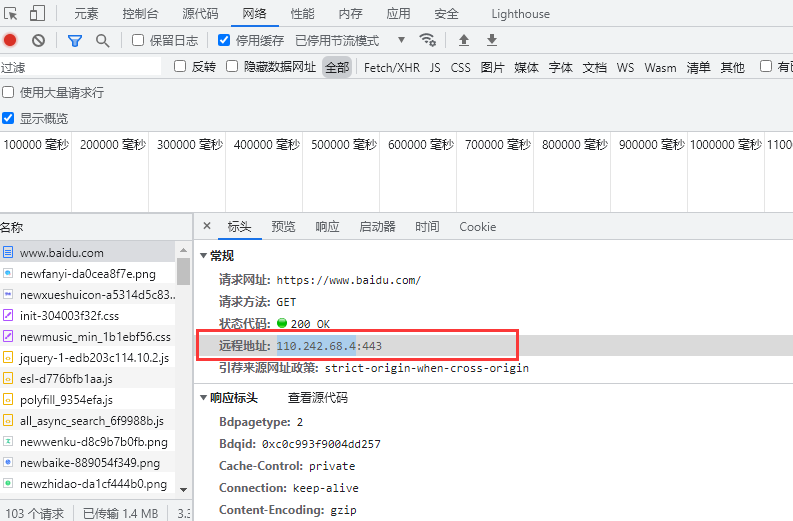 元素 控制台 源代码 网络 性能 内存 应用 安全 Lighthouse
保留日志 停用缓存 已停用节流模式
过滤 反转 隐藏数据网址 全部 Fetch/XHR JS CSS 图片 媒体 字体 文档 WS Wasm 清单 其他 有已
使用大量请求行
显示概览
100000 毫秒 200000 毫秒 300000 毫秒 400000 毫秒 500000 毫秒 600000 毫秒 700000 毫秒 800000 毫秒 900000 毫秒 1000000 毫秒 1100
名称
www.baidu.com
newfanyi-da0cea8f7e.png
newxueshuicon-a5314d5c83...
init-304003f32f.css
newmusic_min_1b1ebf56.css
jquery-1-edb203c114.10.2.js
esl-d776bfb1aa.js
polyfill_9354efa.js
all_async_search_6f9988b.js
newwenku-d8c9b7b0fb.png
newbaike-889054f349.png
newzhidao-da1cf444b0.png
103 个请求 已传输 1.4 MB 3.3
× 标头 预览 响应 启动器 时间 Cookie
常规
请求网址: https://www.baidu.com/
请求方法: GET
状态代码: 200 OK
远程地址: 110.242.68.4:443
引荐来源网址政策: strict-origin-when-cross-origin
响应标头 查看源代码
Bdpagetype: 2
Bdqid: 0xc0c993f9004dd257
Cache-Control: private
Connection: keep-alive
Content-Encoding: gzip